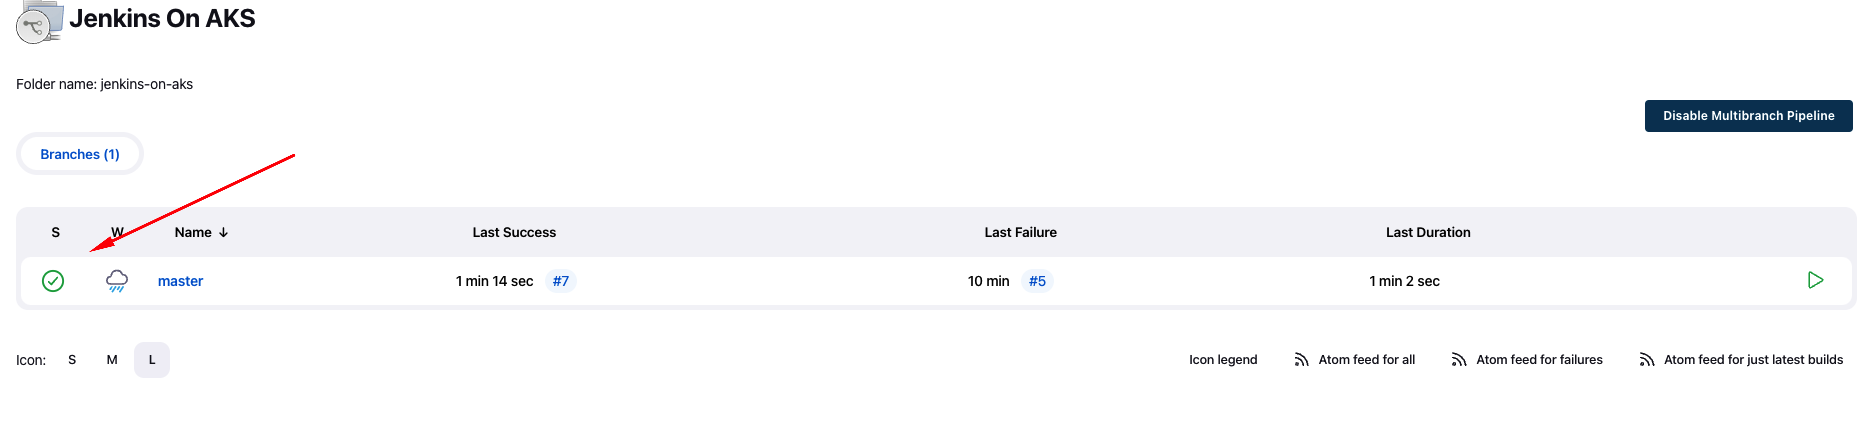 Jenkins On AKS
Folder name: jenkins-on-aks
Disable Multibranch Pipeline
Branches (1)
S W Name ↓ Last Success Last Failure Last Duration
master 1 min 14 sec #7 10 min #5 1 min 2 sec
Icon: S M L Icon legend Atom feed for all Atom feed for failures Atom feed for just latest builds